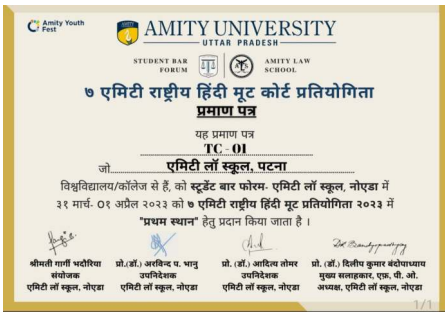 Amity Youth
Fest
AMITY UNIVERSITY
UTTAR PRADESH
STUDENT BAR
FORUM
AMITY LAW
SCHOOL
७ एमिटी राष्ट्रीय हिंदी मूट कोर्ट प्रतियोगिता
प्रमाण पत्र
यह प्रमाण पत्र
TC - 01
जो एमिटी लॉ स्कूल, पटना
विश्वविद्यालय/कॉलेज से हैं, को स्टूडेंट बार फोरम- एमिटी लॉ स्कूल, नोएडा में
३१ मार्च- ०१ अप्रैल २०२३ को ७ एमिटी राष्ट्रीय हिंदी मूट कोर्ट प्रतियोगिता २०२३ में
"प्रथम स्थान" हेतु प्रदान किया जाता है ।
श्रीमती गार्गी भदौरिया
संयोजक
एमिटी लॉ स्कूल, नोएडा
प्रो.(डॉ.) अरविन्द प. भानु
उपनिदेशक
एमिटी लॉ स्कूल, नोएडा
प्रो. (डॉ.) आदित्य तोमर
उपनिदेशक
एमिटी लॉ स्कूल, नोएडा
प्रो. (डॉ.) दिलीप कुमार बंदोपाध्याय
मुख्य सलाहकार, एफ़. पी. ओ.
अध्यक्ष, एमिटी लॉ स्कूल, नोएडा
1/1